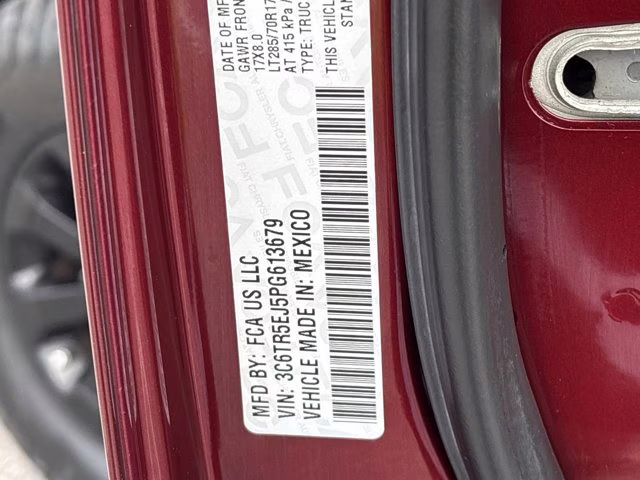 MFD BY: FCA US LLC
DATE OF MF
VIN: 3C6TR5EJ5PG613679
GAWR FRONT
VEHICLE MADE IN: MEXICO
17X8.0
LT285/70R17
AT 415 kPa /
TYPE: TRUC
THIS VEHICL
STAN